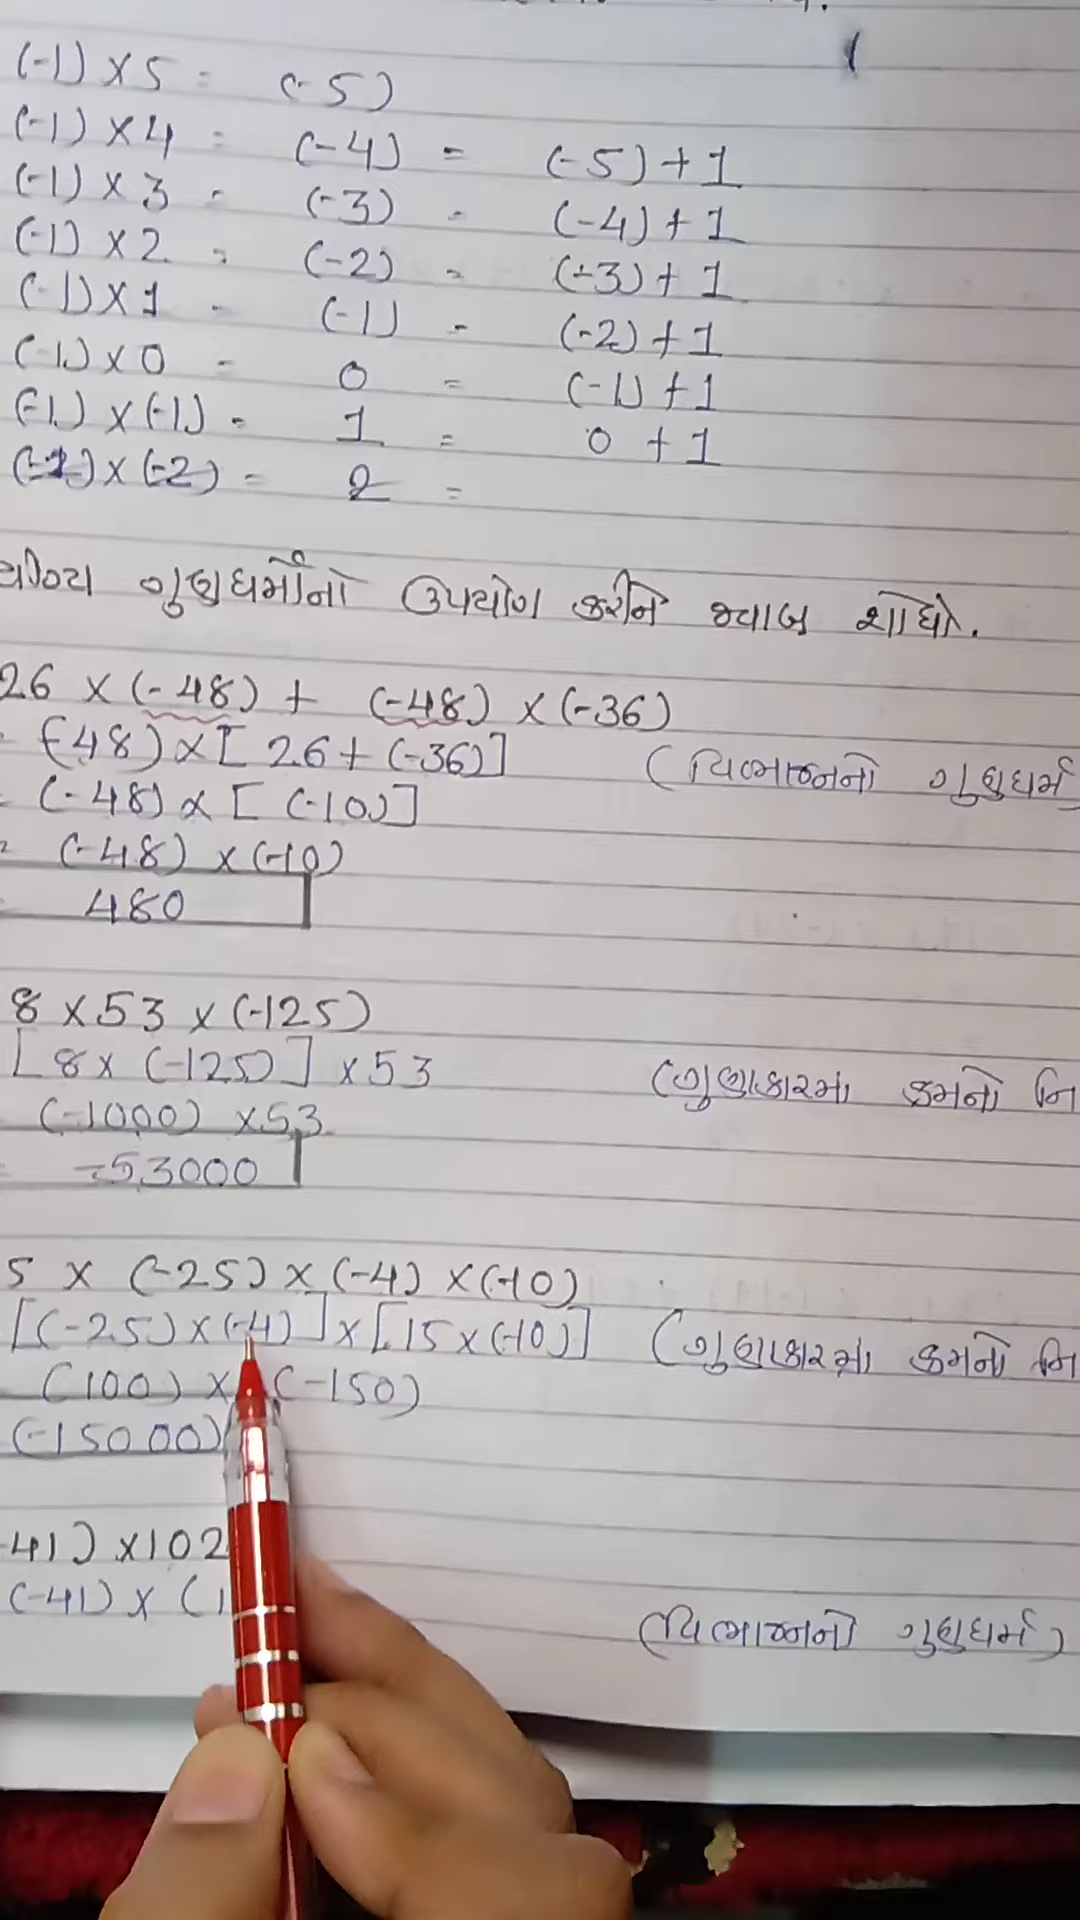 (-1) × 5 = (-5)
(-1) × 4 = (-4) = (-5) + 1
(-1) × 3 = (-3) = (-4) + 1
(-1) × 2 = (-2) = (-3) + 1
(-1) × 1 = (-1) = (-2) + 1
(-1) × 0 = 0 = (-1) + 1
(-1) × (-1) = 1 = 0 + 1
(-1) × (-2) = 2 =
યોગ્ય ગુણધર્મોનો ઉપયોગ કરીને જવાબ શોધો.
26 × (-48) + (-48) × (-36)
= (-48) × [26 + (-36)] (વિભાજનનો ગુણધર્મ)
= (-48) × [(-10)]
= (-48) × (-10)
= 480
8 × 53 × (-125)
[8 × (-125)] × 53 (ગુણાકારમા ક્રમનો નિ
(-1000) × 53
= -53000
5 × (-25) × (-4) × (-10)
[(-25) × (-4)] × [15 × (-10)] (ગુણાકારમા ક્રમનો નિ
(100) × (-150)
(-15000)
41) × 102
(-41) × (1
(વિભાજનનો ગુણધર્મ)